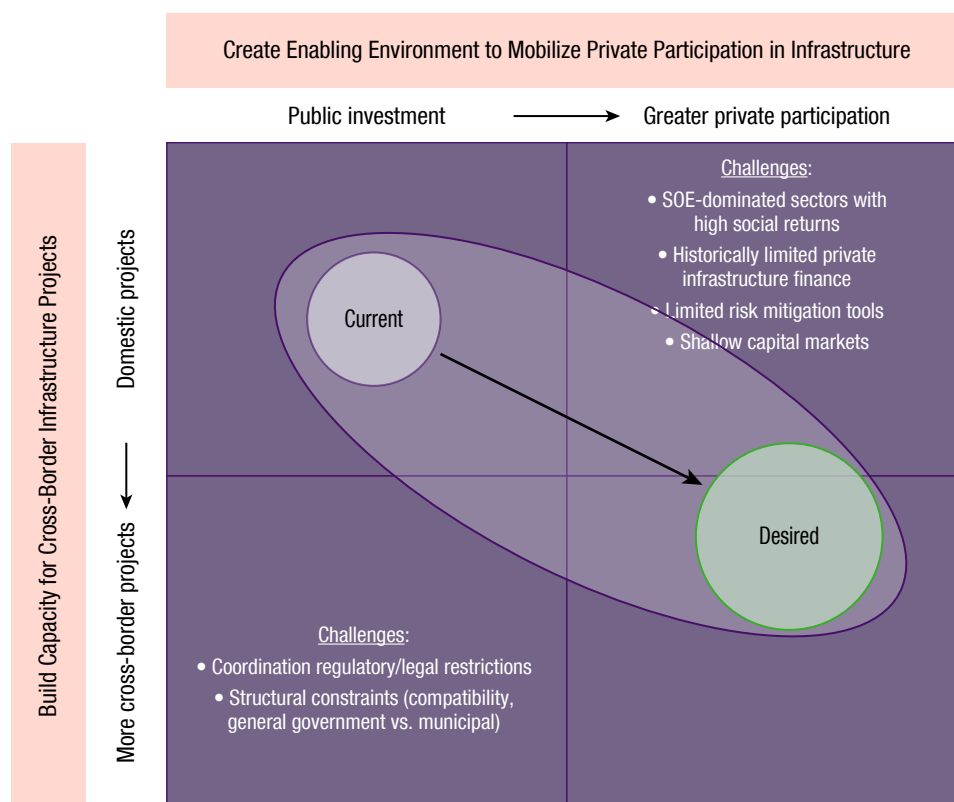 Create Enabling Environment to Mobilize Private Participation in Infrastructure
Public investment
Greater private participation
Build Capacity for Cross-Border Infrastructure Projects
Domestic projects
More cross-border projects
Challenges:
• SOE-dominated sectors with
high social returns
• Historically limited private
infrastructure finance
• Limited risk mitigation tools
• Shallow capital markets
Current
Desired
Challenges:
• Coordination regulatory/legal restrictions
• Structural constraints (compatibility,
general government vs. municipal)